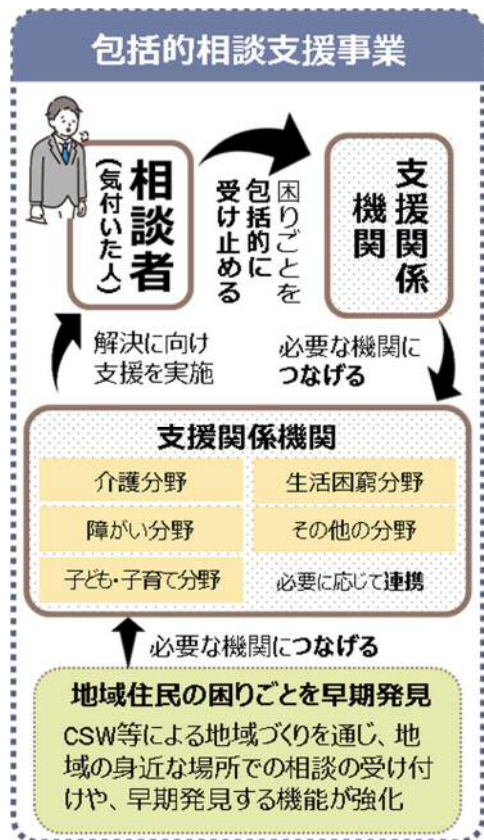 包括的相談支援事業
相談者
(気付いた人)
困りごとを
包括的に
受け止める
支援関係
機関
解決に向け
支援を実施
必要な機関に
つなげる
支援関係機関
介護分野
生活困窮分野
障がい分野
その他の分野
子ども・子育て分野
必要に応じて連携
必要な機関につなげる
地域住民の困りごとを早期発見
CSW等による地域づくりを通じ、地
域の身近な場所での相談の受け付
けや、早期発見する機能が強化